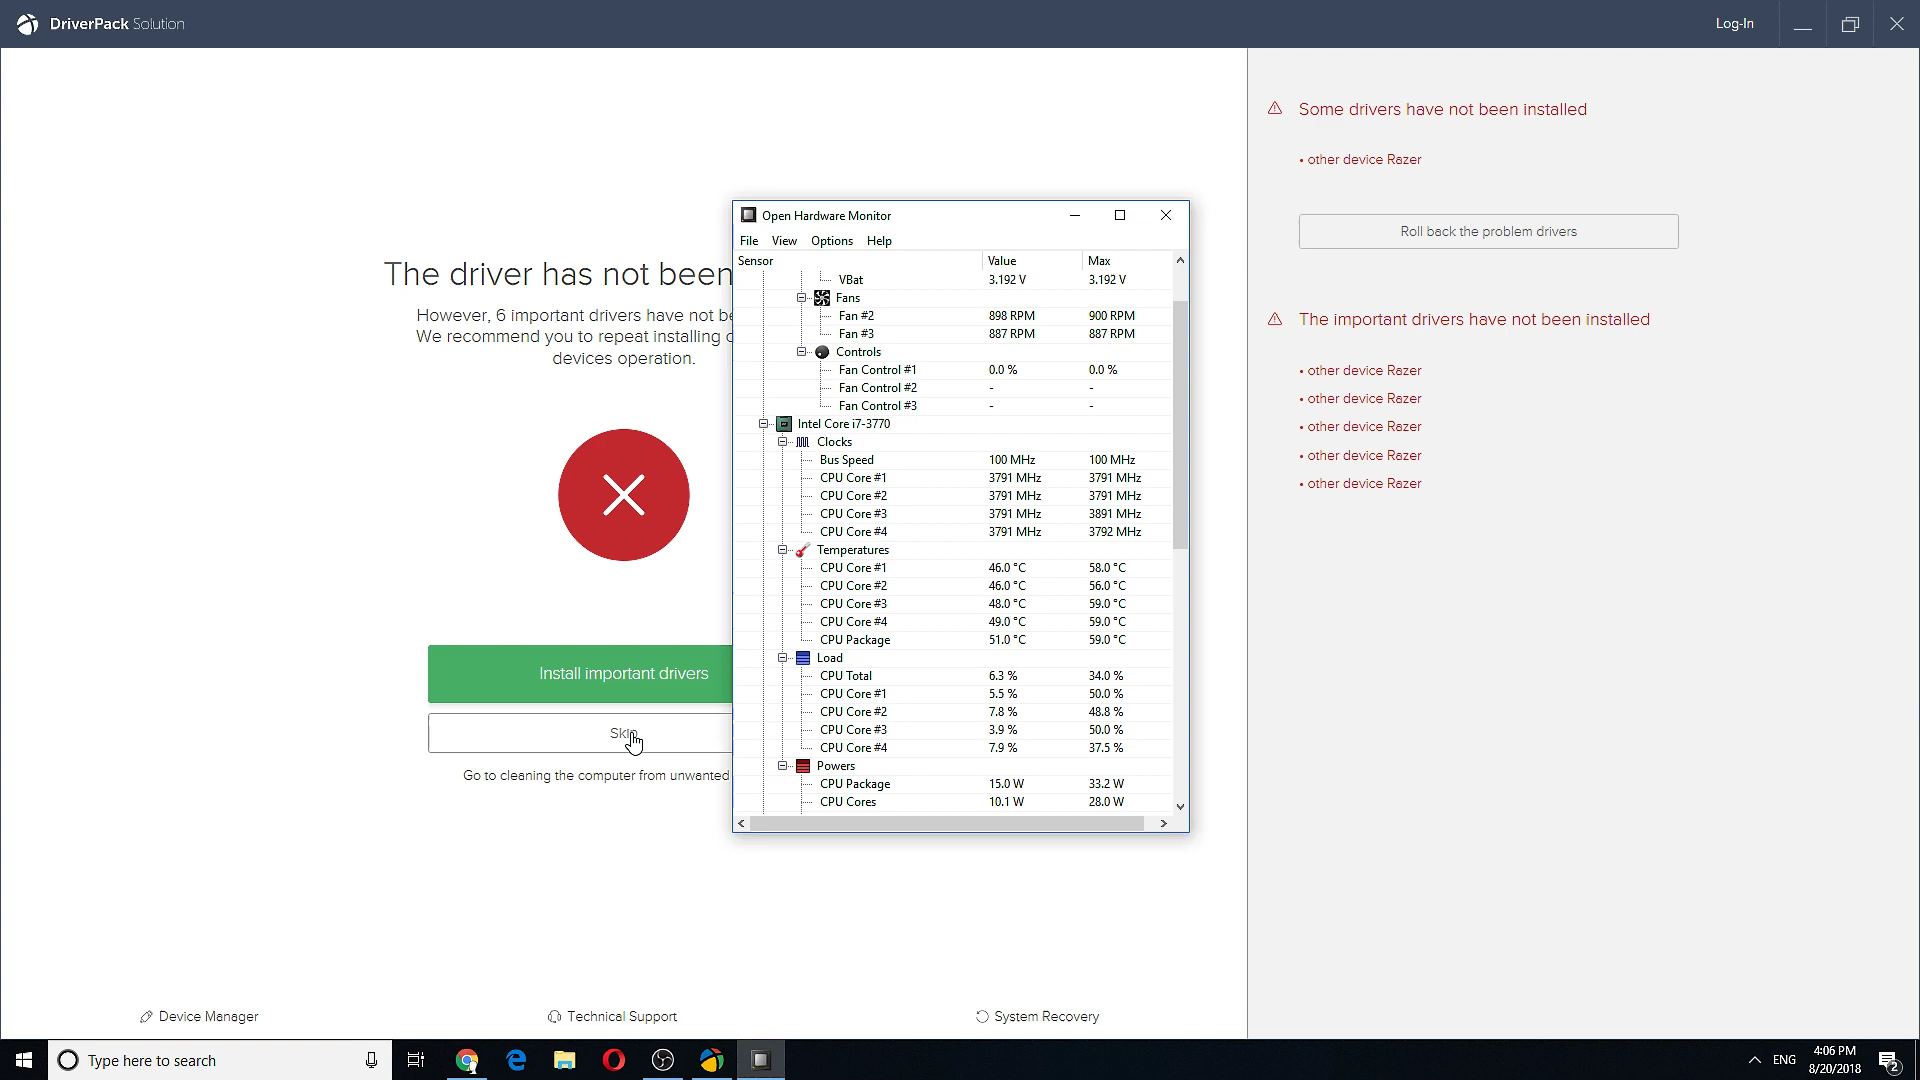 DriverPack Solution
Log-In
The driver has not been
However, 6 important drivers have not be
We recommend you to repeat installing
devices operation.
Install important drivers
Skip
Go to cleaning the computer from unwanted
Device Manager
Technical Support
System Recovery
Open Hardware Monitor
File View Options Help
Sensor Value Max
VBat 3.192 V 3.192 V
Fans
Fan #2 898 RPM 900 RPM
Fan #3 887 RPM 887 RPM
Controls
Fan Control #1 0.0 % 0.0 %
Fan Control #2 - -
Fan Control #3 - -
Intel Core i7-3770
Clocks
Bus Speed 100 MHz 100 MHz
CPU Core #1 3791 MHz 3791 MHz
CPU Core #2 3791 MHz 3791 MHz
CPU Core #3 3791 MHz 3891 MHz
CPU Core #4 3791 MHz 3792 MHz
Temperatures
CPU Core #1 46.0 °C 58.0 °C
CPU Core #2 46.0 °C 56.0 °C
CPU Core #3 48.0 °C 59.0 °C
CPU Core #4 49.0 °C 59.0 °C
CPU Package 51.0 °C 59.0 °C
Load
CPU Total 6.3 % 34.0 %
CPU Core #1 5.5 % 50.0 %
CPU Core #2 7.8 % 48.8 %
CPU Core #3 3.9 % 50.0 %
CPU Core #4 7.9 % 37.5 %
Powers
CPU Package 15.0 W 33.2 W
CPU Cores 10.1 W 28.0 W
Some drivers have not been installed
• other device Razer
Roll back the problem drivers
The important drivers have not been installed
• other device Razer
• other device Razer
• other device Razer
• other device Razer
• other device Razer
Type here to search
ENG
4:06 PM
8/20/2018
2